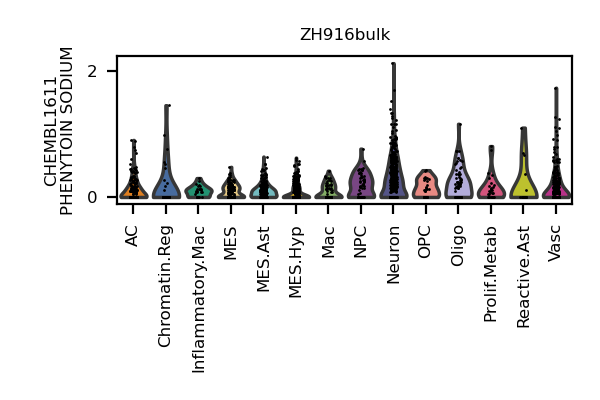 ZH916bulk
CHEMBL1611
PHENYTOIN SODIUM
2
0
AC
Chromatin.Reg
Inflammatory.Mac
MES
MES.Ast
MES.Hyp
Mac
NPC
Neuron
OPC
Oligo
Prolif.Metab
Reactive.Ast
Vasc